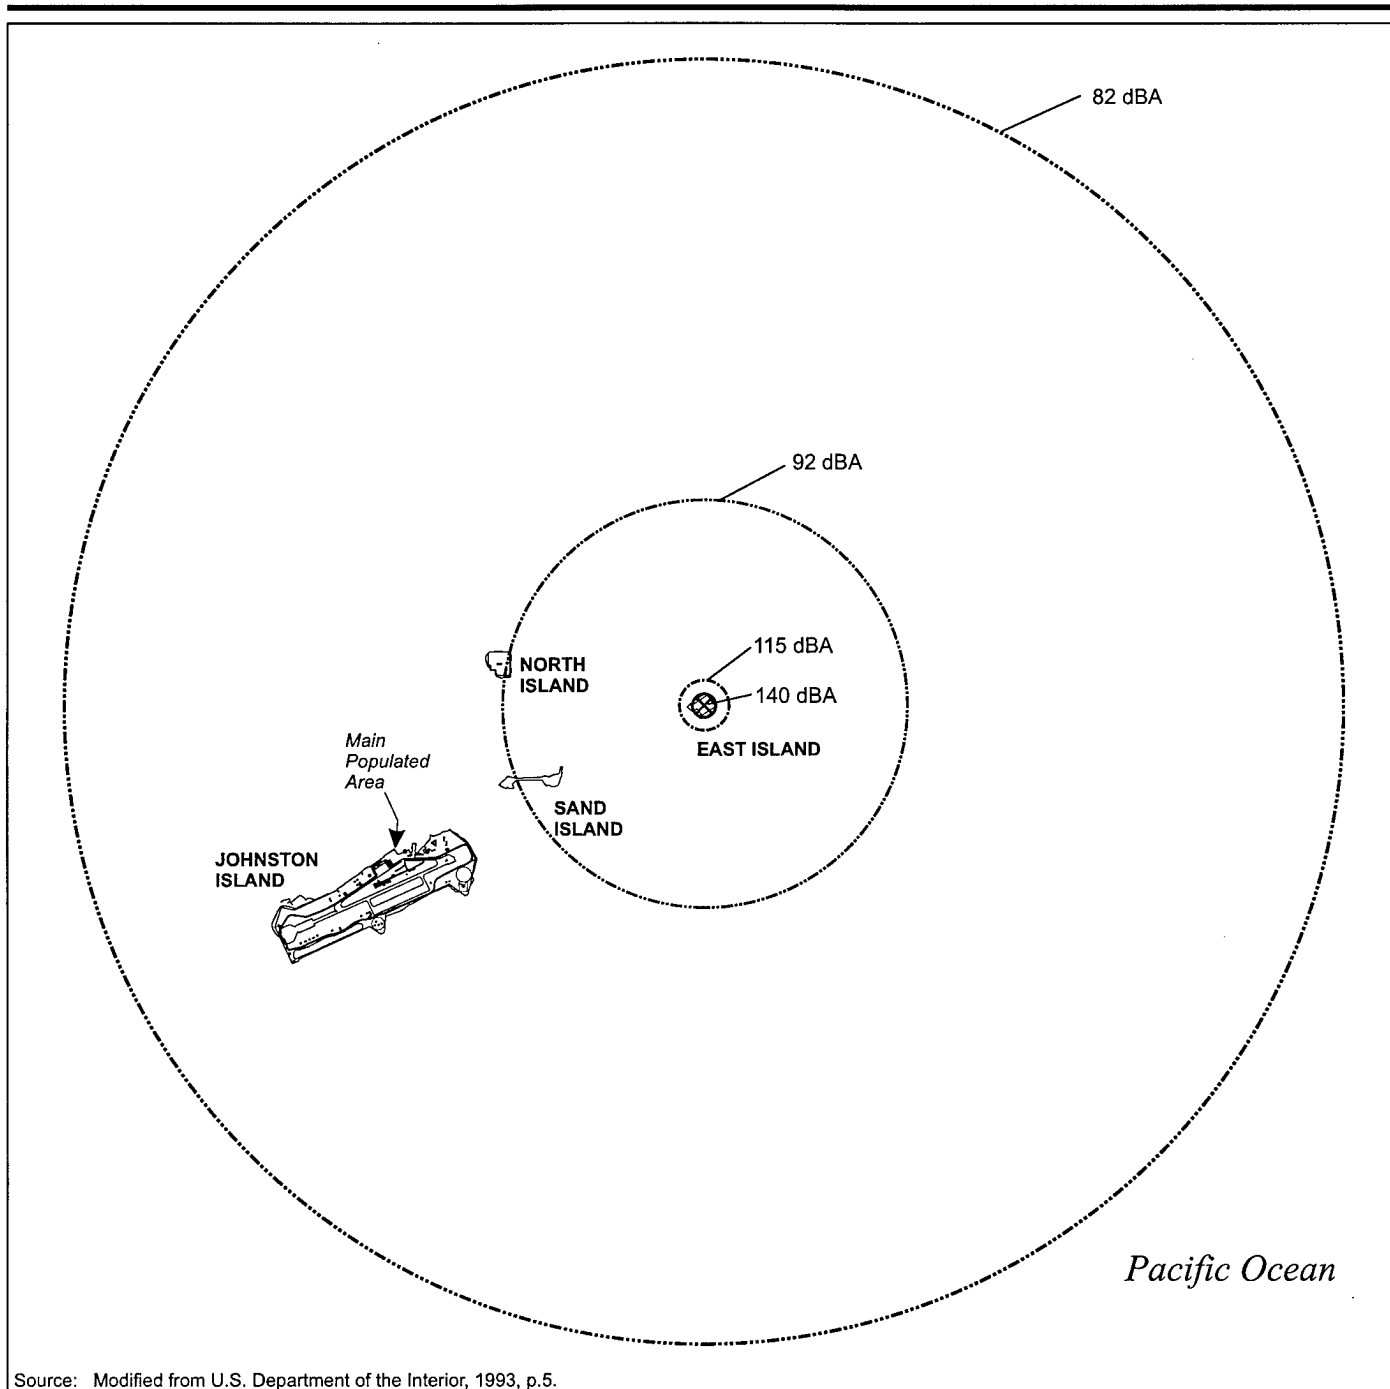 82 dBA
92 dBA
115 dBA
NORTH
ISLAND
140 dBA
EAST ISLAND
Main
Populated
Area
SAND
ISLAND
JOHNSTON
ISLAND
Pacific Ocean
Source: Modified from U.S. Department of the Interior, 1993, p.5.